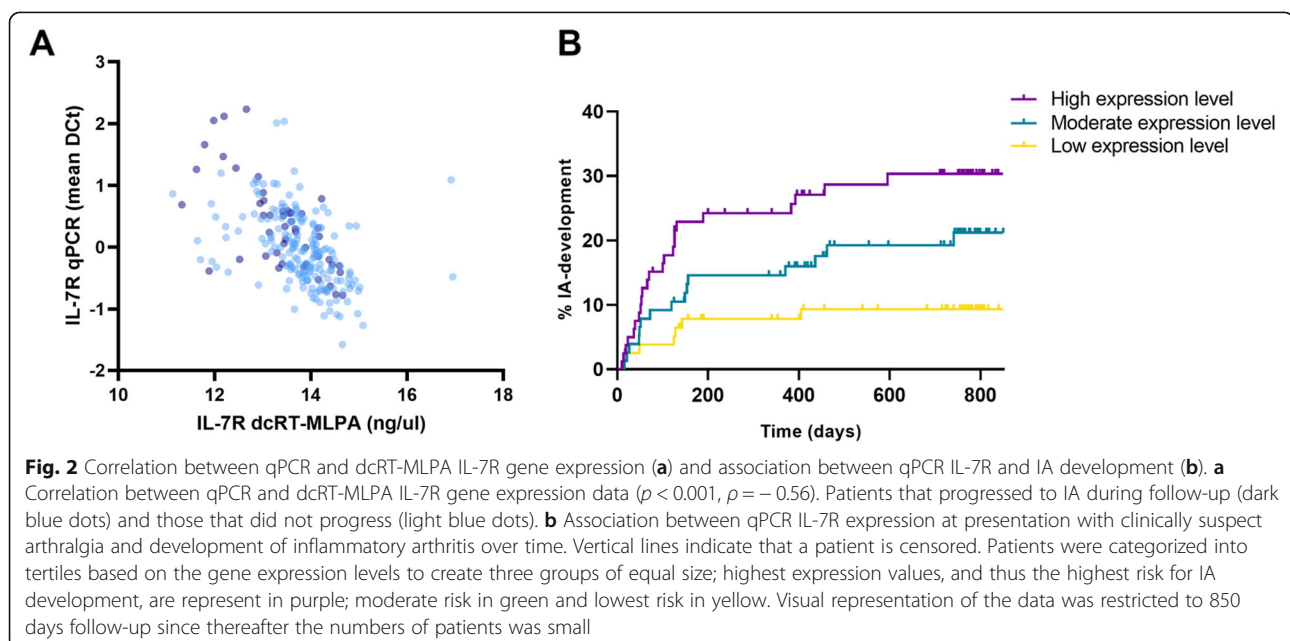 A
B
3
2
1
0
-1
-2
IL-7R qPCR (mean DCt)
10
12
14
16
18
IL-7R dcRT-MLPA (ng/ul)
40
30
20
10
0
% IA-development
0
200
400
600
800
Time (days)
High expression level
Moderate expression level
Low expression level
Fig. 2 Correlation between qPCR and dcRT-MLPA IL-7R gene expression (a) and association between qPCR IL-7R and IA development (b). a
Correlation between qPCR and dcRT-MLPA IL-7R gene expression data (p < 0.001, ρ = − 0.56). Patients that progressed to IA during follow-up (dark
blue dots) and those that did not progress (light blue dots). b Association between qPCR IL-7R expression at presentation with clinically suspect
arthralgia and development of inflammatory arthritis over time. Vertical lines indicate that a patient is censored. Patients were categorized into
tertiles based on the gene expression levels to create three groups of equal size; highest expression values, and thus the highest risk for IA
development, are represent in purple; moderate risk in green and lowest risk in yellow. Visual representation of the data was restricted to 850
days follow-up since thereafter the numbers of patients was small